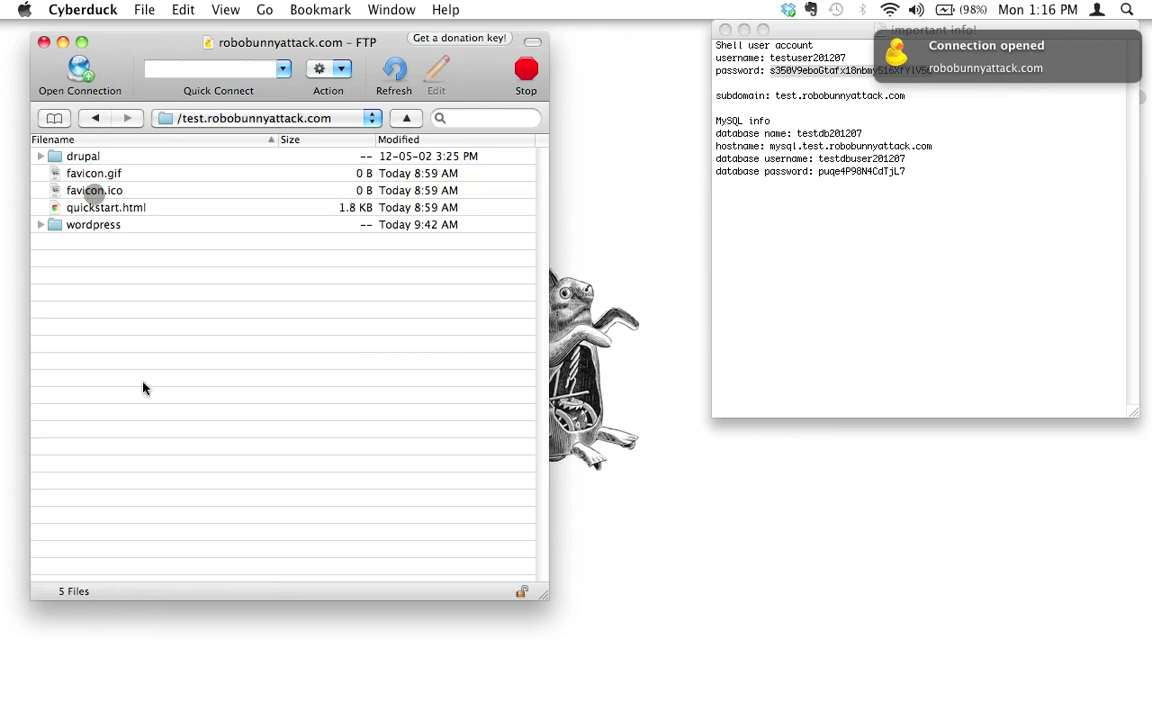 Cyberduck File Edit View Go Bookmark Window Help (98%) Mon 1:16 PM
robobunnyattack.com – FTP
Get a donation key!
Open Connection Quick Connect Action Refresh Edit Stop
/test.robobunnyattack.com
Filename Size Modified
drupal -- 12-05-02 3:25 PM
favicon.gif 0 B Today 8:59 AM
favicon.ico 0 B Today 8:59 AM
quickstart.html 1.8 KB Today 8:59 AM
wordpress -- Today 9:42 AM
5 Files
important info!
Shell user account
username: testuser201207
password:
subdomain: test.robobunnyattack.com
MySQL info
database name: testdb201207
hostname: mysql.test.robobunnyattack.com
database username: testdbuser201207
database password: puqe4P98N4CdTjL7
Connection opened
robobunnyattack.com